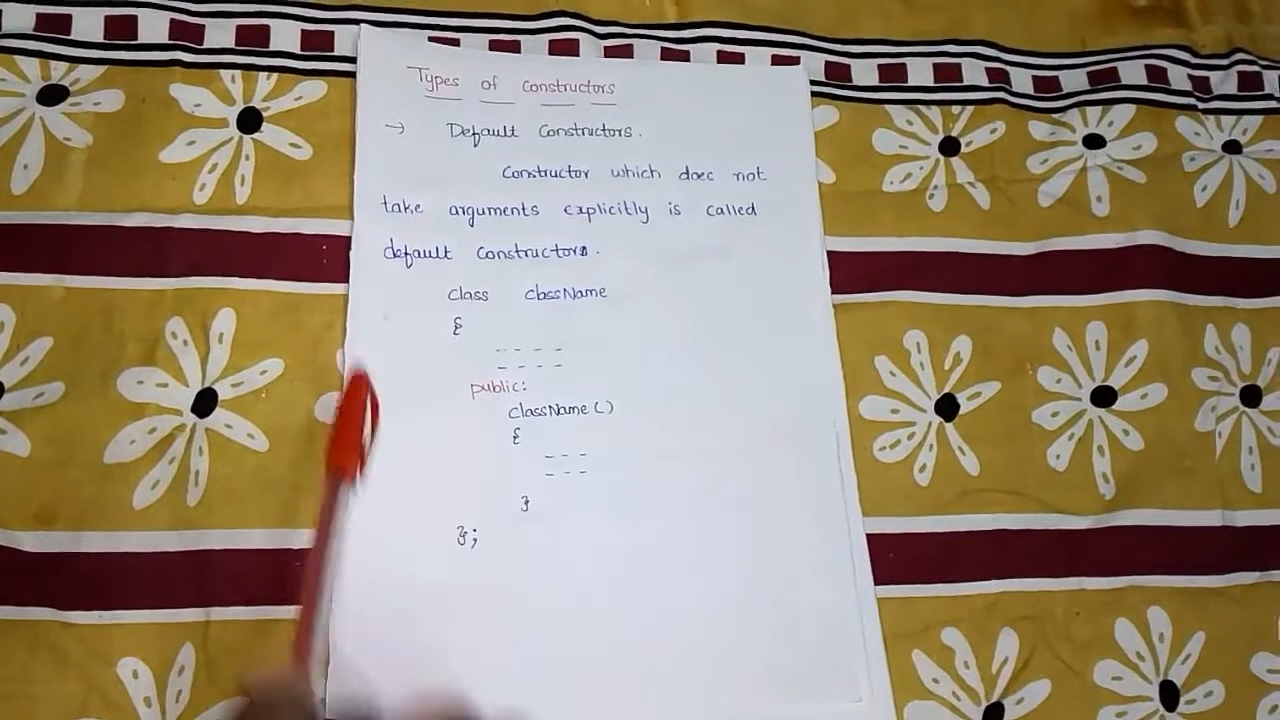 Types of Constructors
→ Default Constructors.
Constructor which does not
take arguments explicitly is called
default Constructors.
class className
{
- - - -
- - - -
public:
className()
{
- - -
- - -
}
};